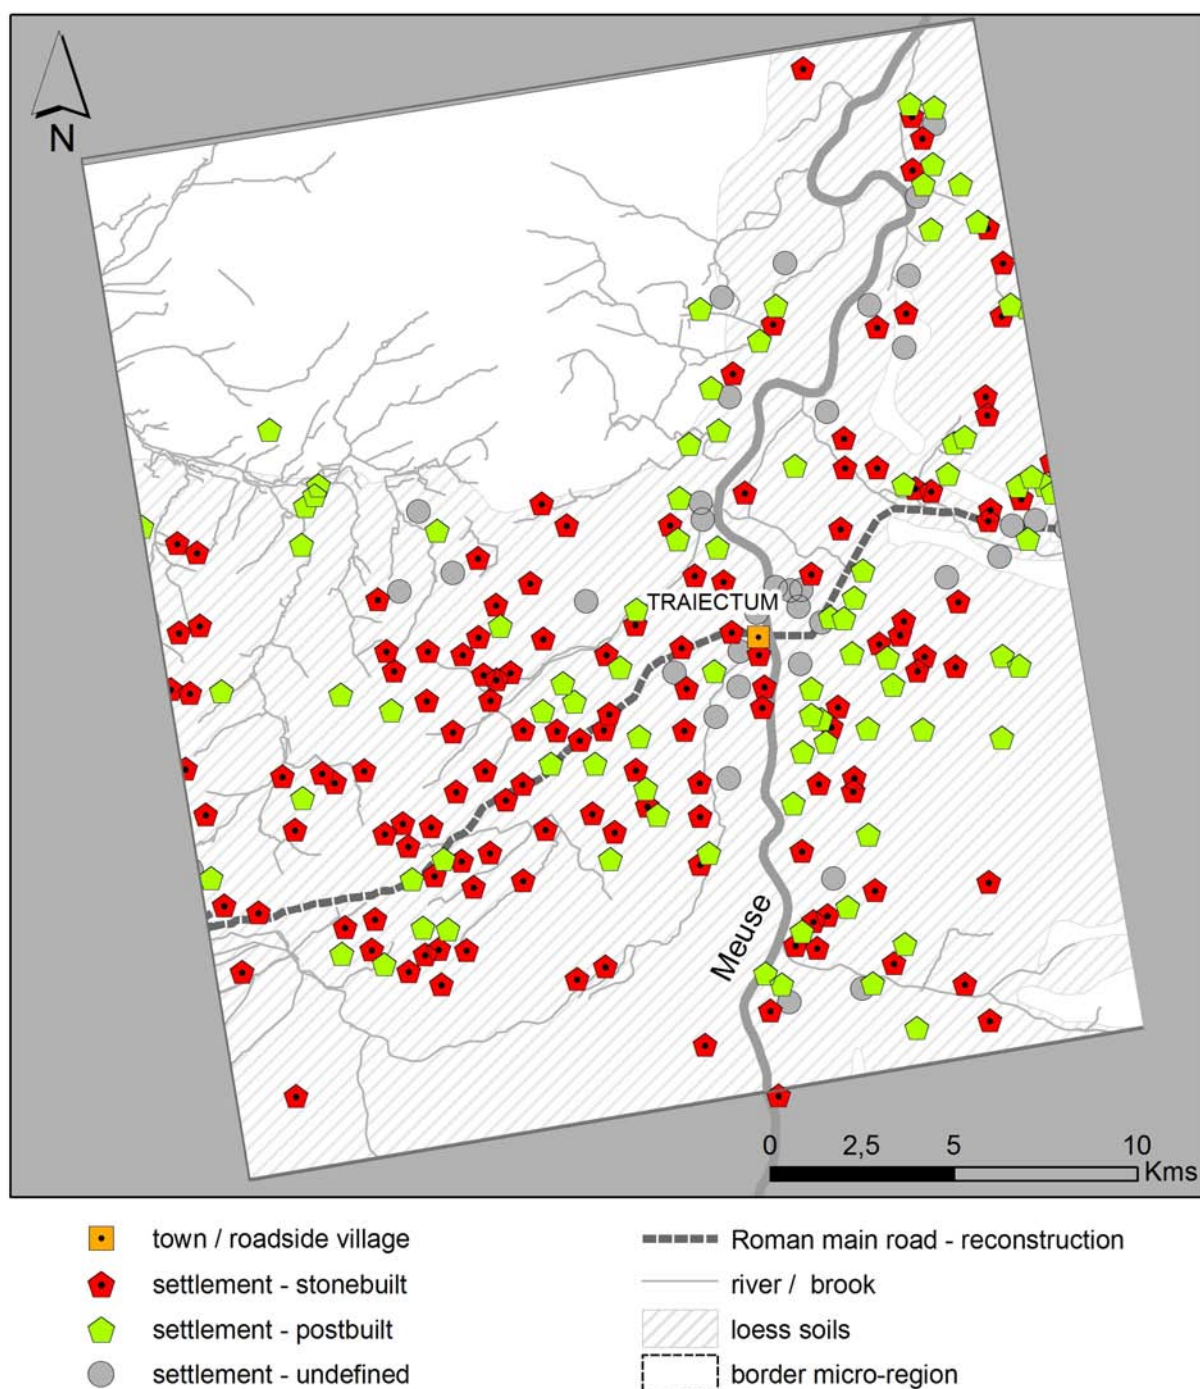 N
TRAIECTUM
Meuse
0 2,5 5 10
Kms
town / roadside village
settlement - stonebuilt
settlement - postbuilt
settlement - undefined
Roman main road - reconstruction
river / brook
loess soils
border micro-region